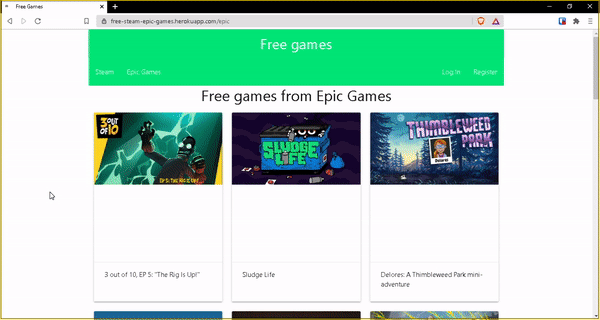 Free Games
free-steam-epic-games.herokuapp.com/epic
Free games
Steam
Epic Games
Log In
Register
Free games from Epic Games
3 OUT
OF 10
EP 5: "THE RIG IS UP!"
SLUDGE
LIFE
THIMBLEWEED
PARK
Delores
3 out of 10, EP 5: "The Rig Is Up!"
Sludge Life
Delores: A Thimbleweed Park mini-
adventure